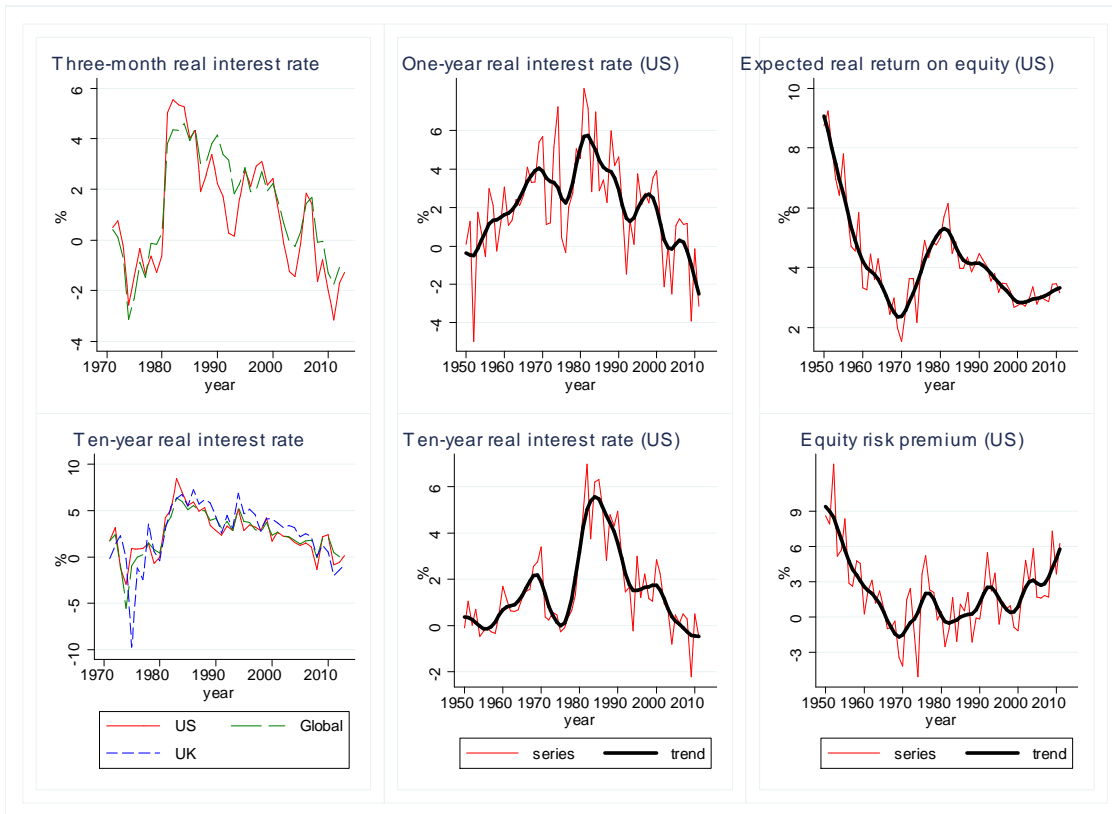 Three-month real interest rate
6
4
2
0
-2
-4
%
1970 1980 1990 2000 2010
year
One-year real interest rate (US)
6
4
2
0
-2
-4
%
1950 1960 1970 1980 1990 2000 2010
year
Expected real return on equity (US)
10
8
6
4
2
%
1950 1960 1970 1980 1990 2000 2010
year
Ten-year real interest rate
10
5
0
-5
-10
%
1970 1980 1990 2000 2010
year
US Global
UK
Ten-year real interest rate (US)
6
4
2
0
-2
%
1950 1960 1970 1980 1990 2000 2010
year
series trend
Equity risk premium (US)
9
6
3
0
-3
%
1950 1960 1970 1980 1990 2000 2010
year
series trend